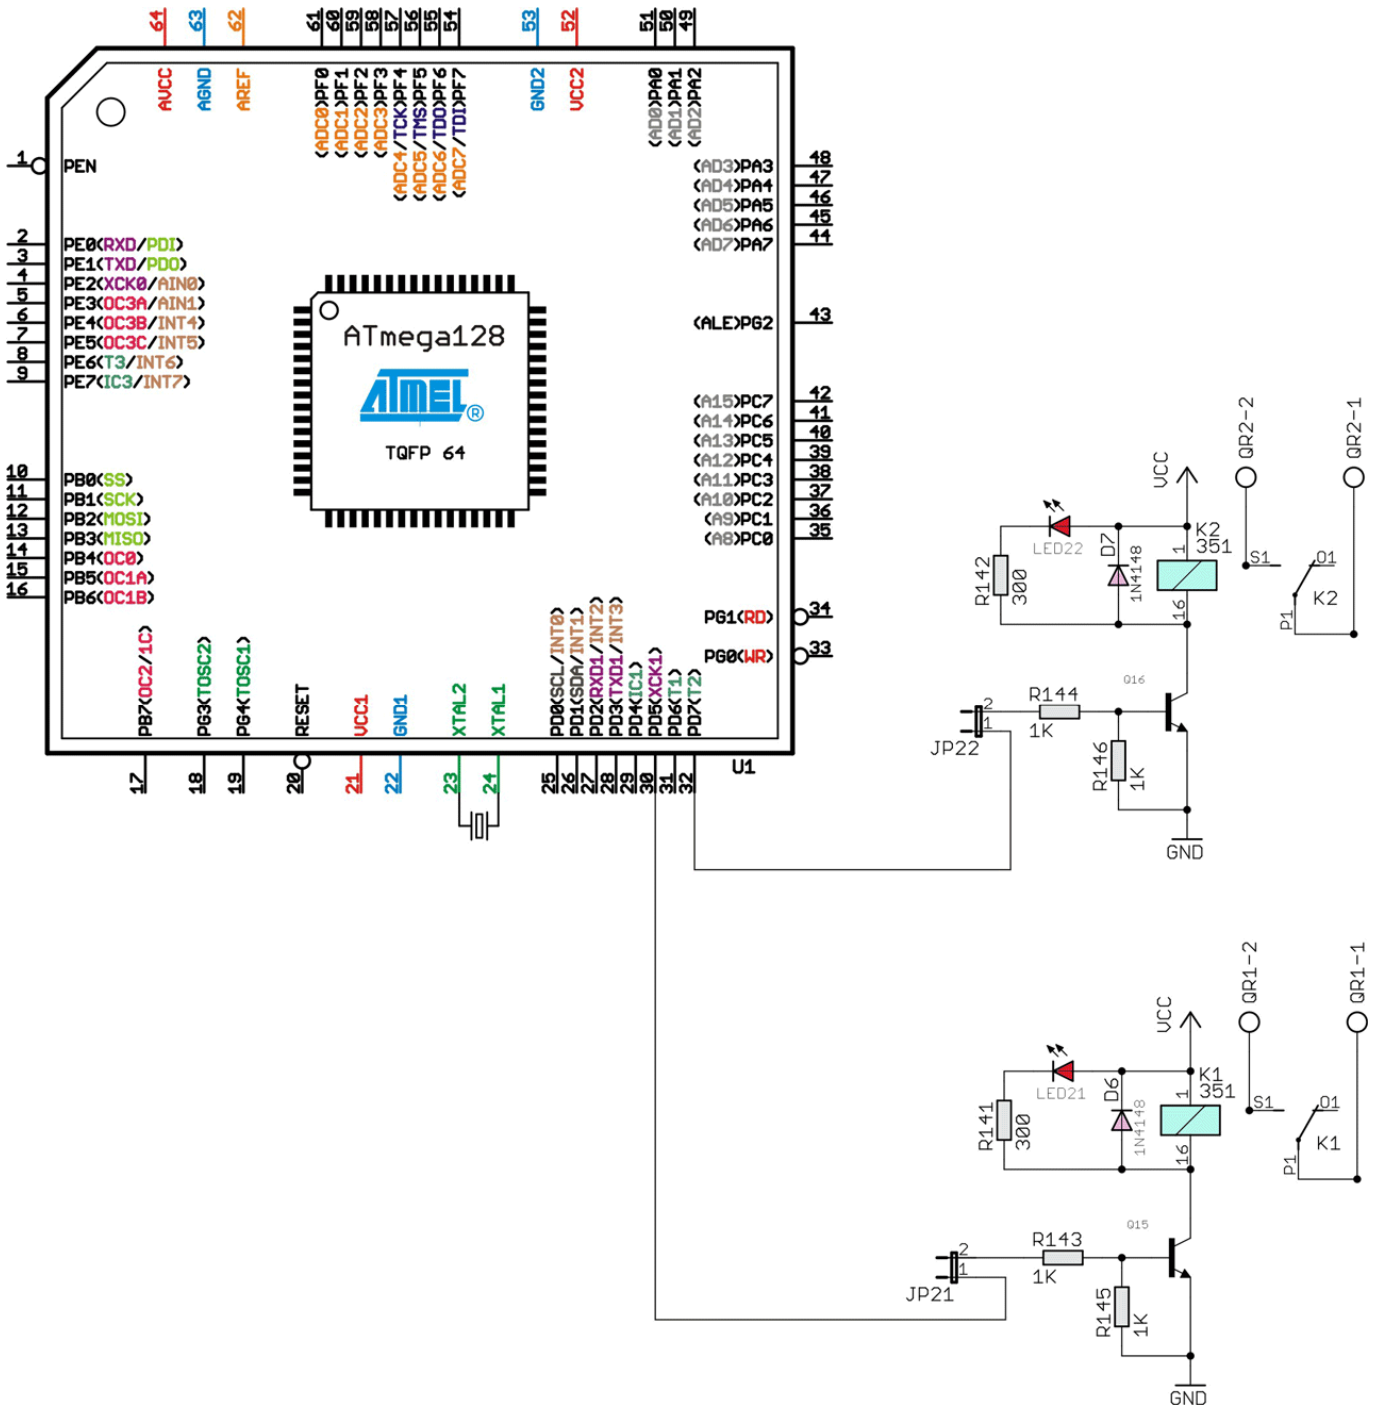 64
63
62
61
60
59
58
57
56
55
54
53
52
51
50
49
AVCC
AGND
AREF
(ADC0)PF0
(ADC1)PF1
(ADC2)PF2
(ADC3)PF3
(ADC4/TCK)PF4
(ADC5/TMS)PF5
(ADC6/TDO)PF6
(ADC7/TDI)PF7
GND2
VCC2
(AD0)PA0
(AD1)PA1
(AD2)PA2
1 PEN
(AD3)PA3 48
(AD4)PA4 47
(AD5)PA5 46
(AD6)PA6 45
(AD7)PA7 44
2 PE0(RXD/PDI)
3 PE1(TXD/PDO)
4 PE2(XCK0/AIN0)
5 PE3(OC3A/AIN1)
6 PE4(OC3B/INT4)
7 PE5(OC3C/INT5)
8 PE6(T3/INT6)
9 PE7(IC3/INT7)
ATmega128
ATMEL®
TQFP 64
(ALE)PG2 43
(A15)PC7 42
(A14)PC6 41
(A13)PC5 40
(A12)PC4 39
(A11)PC3 38
(A10)PC2 37
(A9)PC1 36
(A8)PC0 35
10 PB0(SS)
11 PB1(SCK)
12 PB2(MOSI)
13 PB3(MISO)
14 PB4(OC0)
15 PB5(OC1A)
16 PB6(OC1B)
PG1(RD) 34
PG0(WR) 33
PB7(OC2/1C)
PG3(TOSC2)
PG4(TOSC1)
RESET
VCC1
GND1
XTAL2
XTAL1
PD0(SCL/INT0)
PD1(SDA/INT1)
PD2(RXD1/INT2)
PD3(TXD1/INT3)
PD4(IC1)
PD5(XCK1)
PD6(T1)
PD7(T2)
U1
17
18
19
20
21
22
23
24
25
26
27
28
29
30
31
32
QR2-2
QR2-1
VCC
LED22
D7
1N4148
R142
300
K2
351
1
16
S1
O1
P1
K2
Q16
R144
1K
2
1
JP22
R146
1K
GND
QR1-2
QR1-1
VCC
LED21
D6
1N4148
R141
300
K1
351
1
16
S1
O1
P1
K1
Q15
R143
1K
2
1
JP21
R145
1K
GND